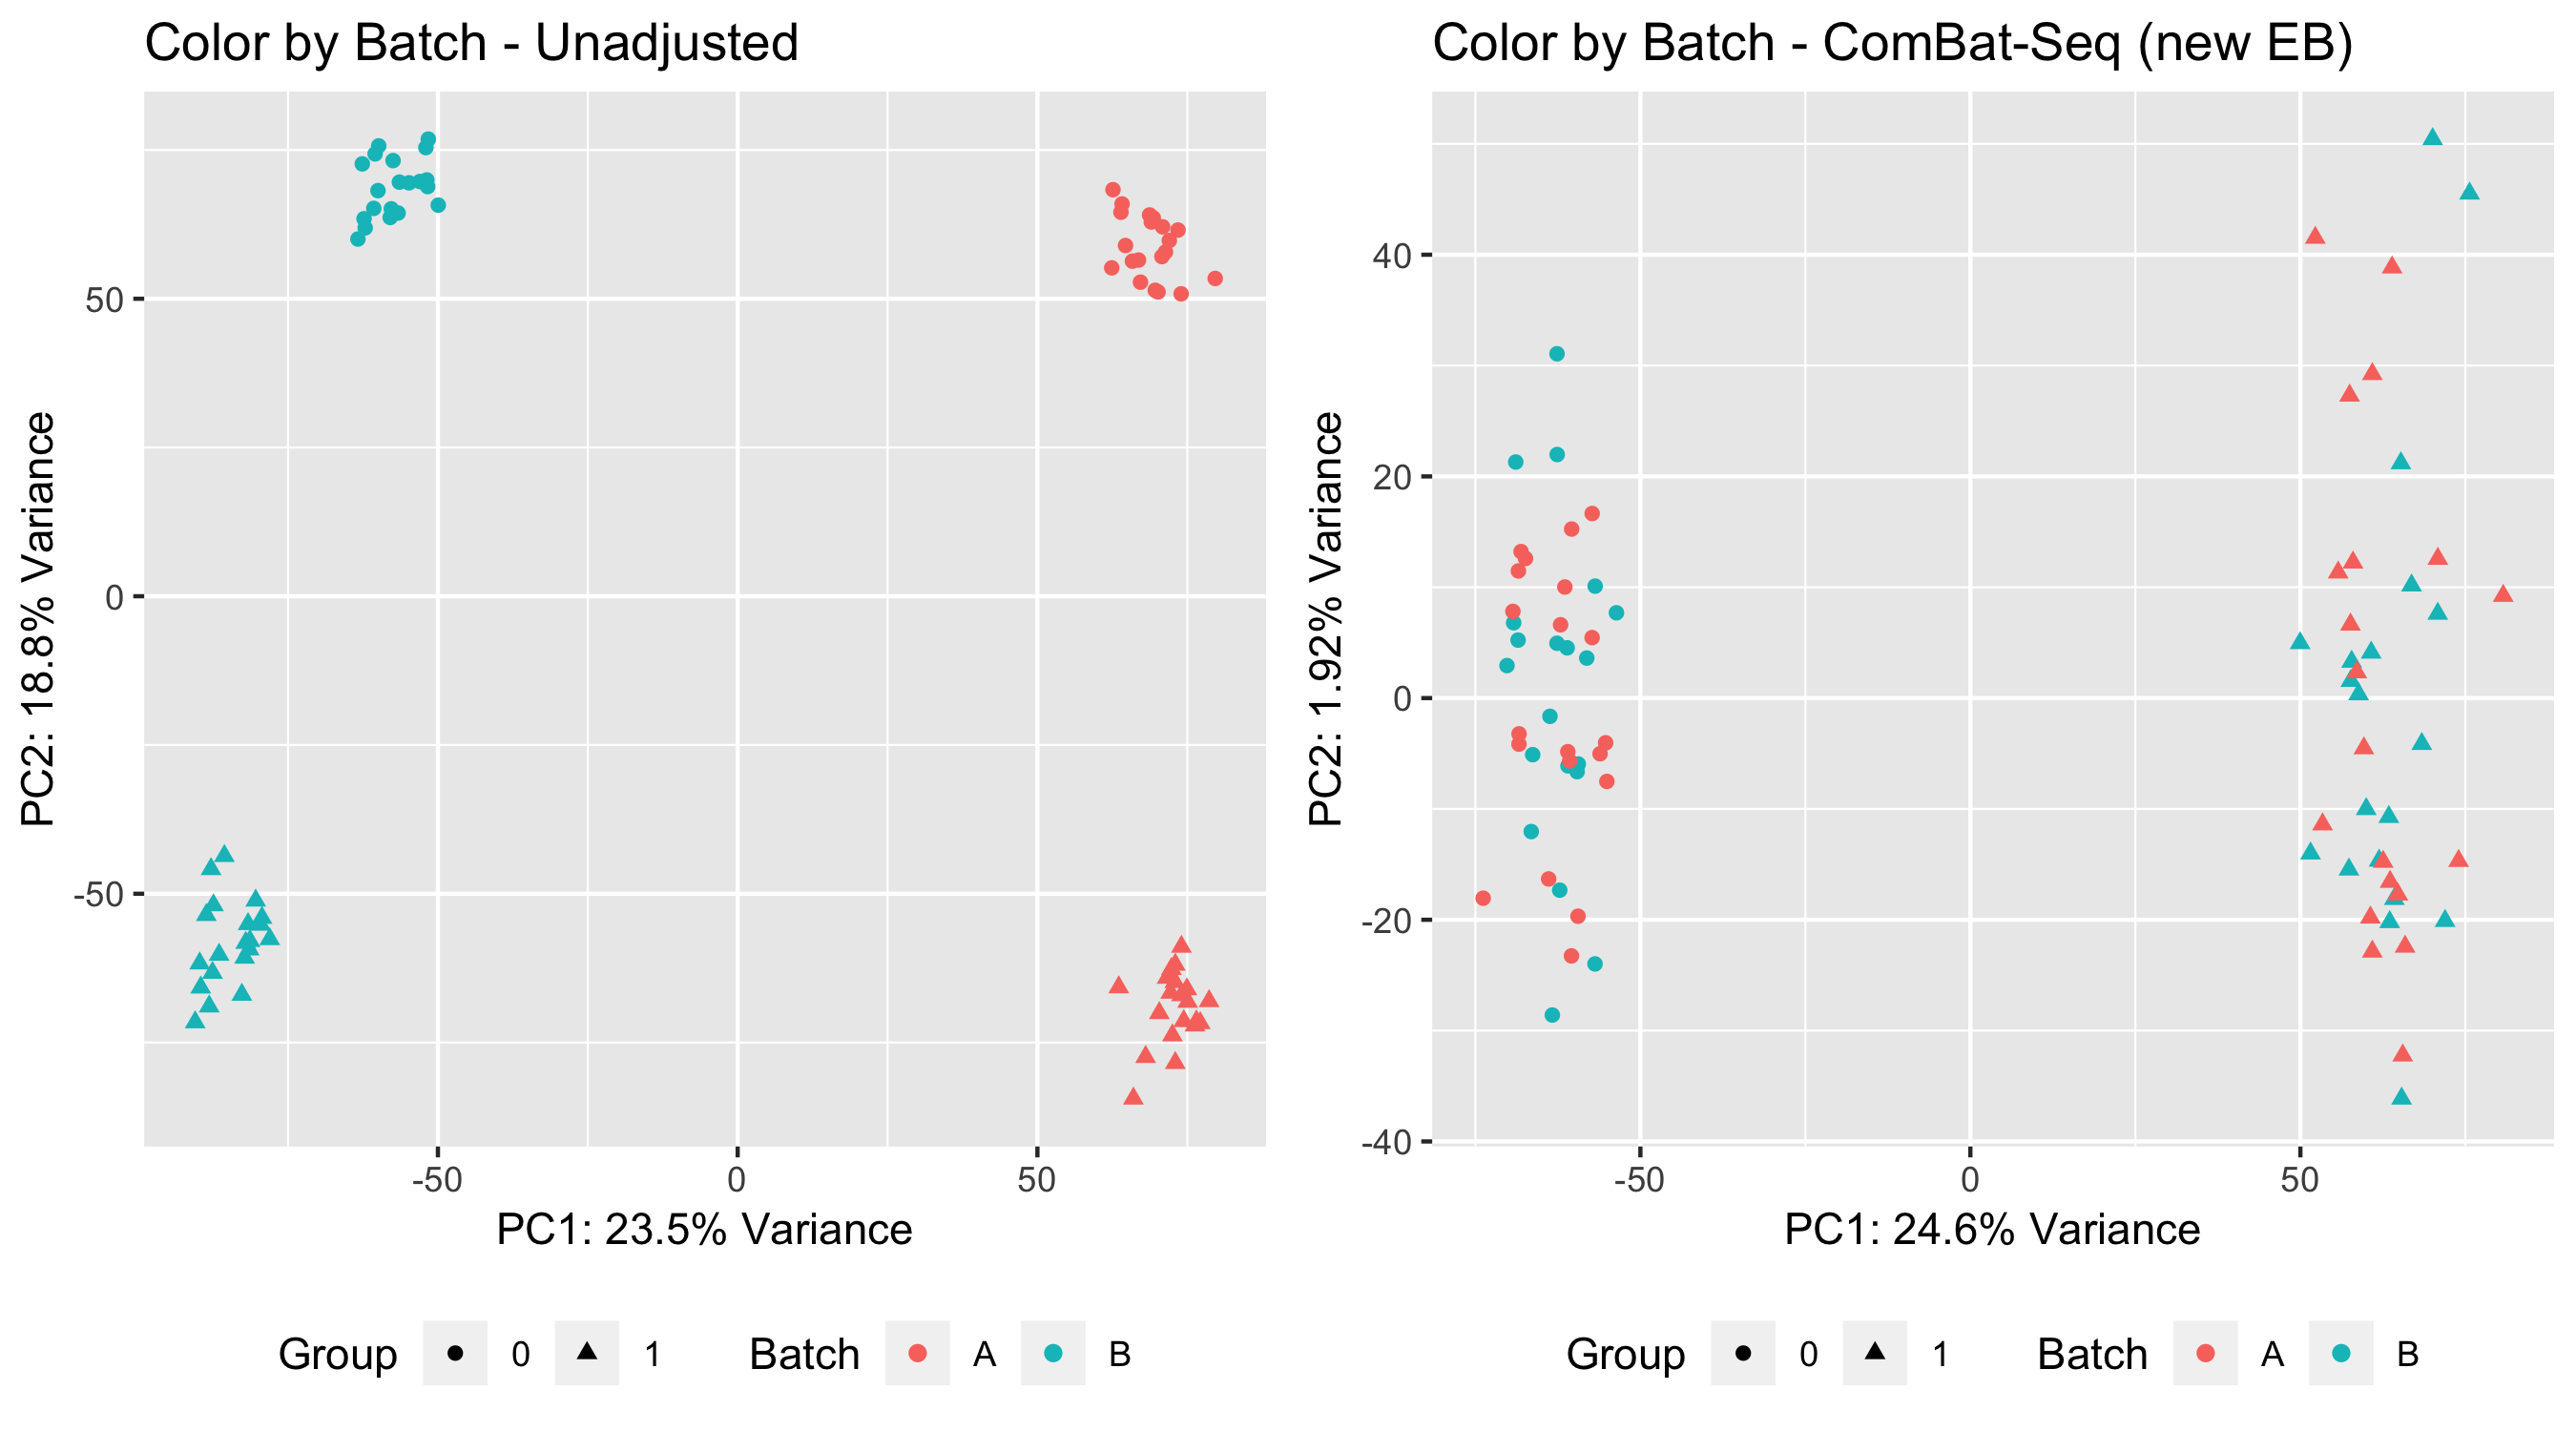 Color by Batch - Unadjusted
50
0
-50
PC2: 18.8% Variance
-50
0
50
PC1: 23.5% Variance
Group
0
1
Batch
A
B
Color by Batch - ComBat-Seq (new EB)
40
20
0
-20
-40
PC2: 1.92% Variance
-50
0
50
PC1: 24.6% Variance
Group
0
1
Batch
A
B